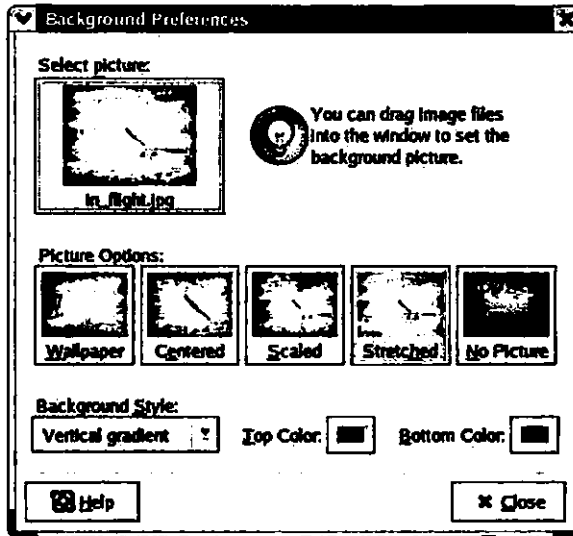 Background Preferences
Select picture:
You can drag image files
into the window to set the
background picture.
in_flight.jpg
Picture Options:
Wallpaper Centered Scaled Stretched No Picture
Background Style:
Vertical gradient Top Color: Bottom Color:
Help Close